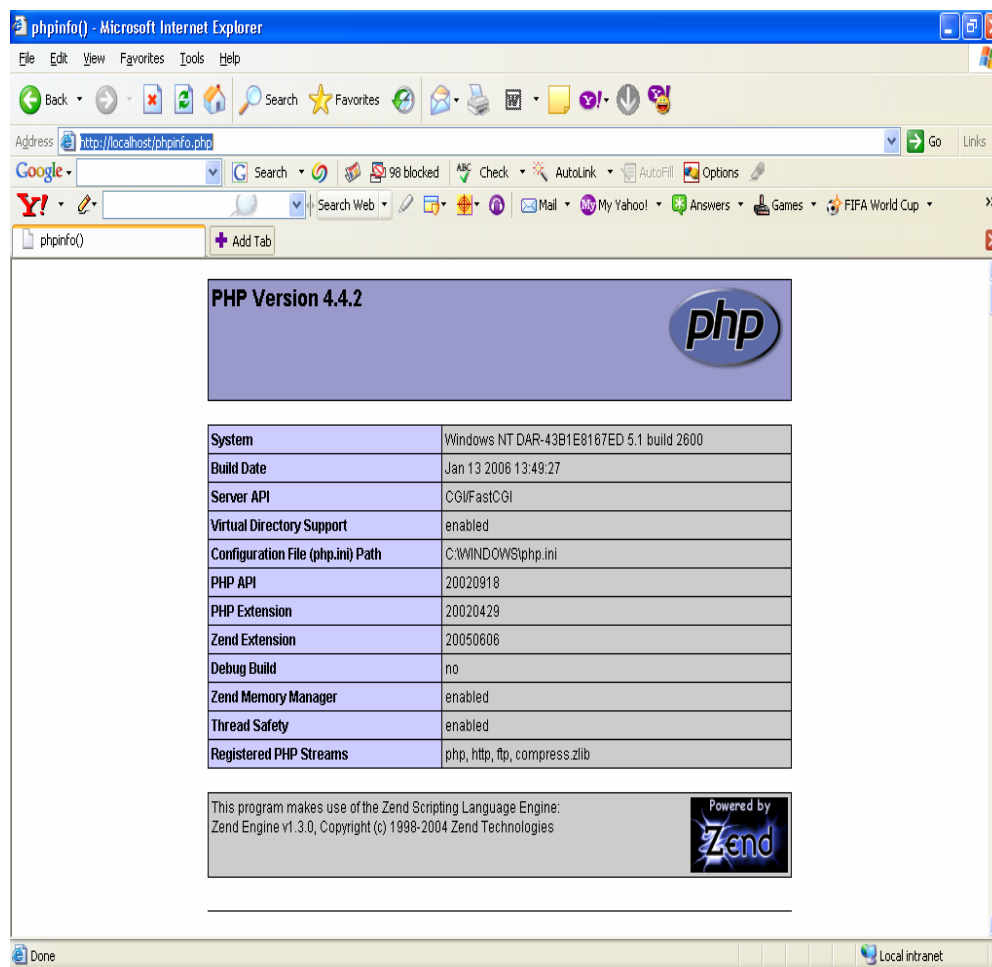 phpinfo() - Microsoft Internet Explorer
File Edit View Favorites Tools Help
Back Search Favorites
Address http://localhost/phpinfo.php Go Links
Google Search 98 blocked ABC Check AutoLink AutoFill Options
Y! Search Web Mail My My Yahoo! Answers Games FIFA World Cup
phpinfo() Add Tab
PHP Version 4.4.2
php
System Windows NT DAR-43B1E8167ED 5.1 build 2600
Build Date Jan 13 2006 13:49:27
Server API CGI/FastCGI
Virtual Directory Support enabled
Configuration File (php.ini) Path C:\WINDOWS\php.ini
PHP API 20020918
PHP Extension 20020429
Zend Extension 20050606
Debug Build no
Zend Memory Manager enabled
Thread Safety enabled
Registered PHP Streams php, http, ftp, compress.zlib
This program makes use of the Zend Scripting Language Engine:
Zend Engine v1.3.0, Copyright (c) 1998-2004 Zend Technologies
Powered by
Zend
Done Local intranet